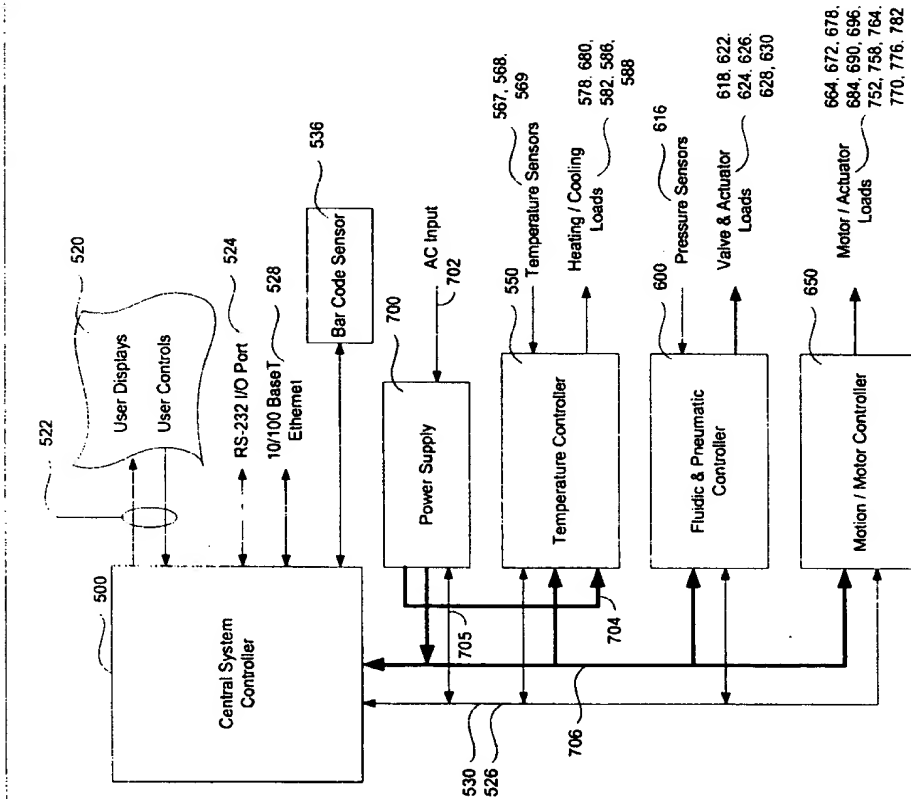 520
522
User Displays
User Controls
524
RS-232 I/O Port
528
10/100 BaseT
Ethernet
536
Bar Code Sensor
500
Central System
Controller
700
AC Input
702
Power Supply
705
704
567, 568.
569
550
Temperature Sensors
Temperature Controller
578. 680,
582. 586,
588
Heating / Cooling
Loads
616
600
Pressure Sensors
Fluidic & Pneumatic
Controller
618. 622.
624. 626.
628, 630
Valve & Actuator
Loads
650
Motion / Motor Controller
664. 672, 678.
684, 690, 696.
752, 758, 764.
770, 776. 782
Motor / Actuator
Loads
530
526
706